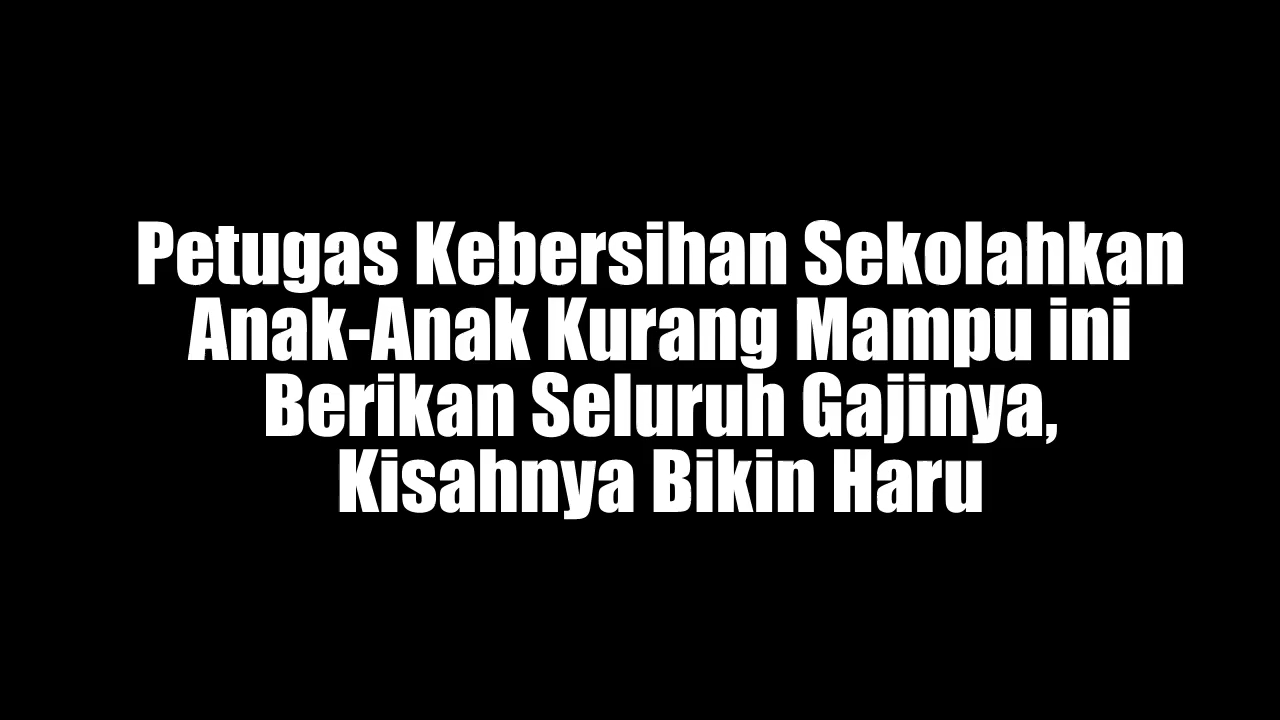 Petugas Kebersihan Sekolahkan
Anak-Anak Kurang Mampu ini
Berikan Seluruh Gajinya,
Kisahnya Bikin Haru